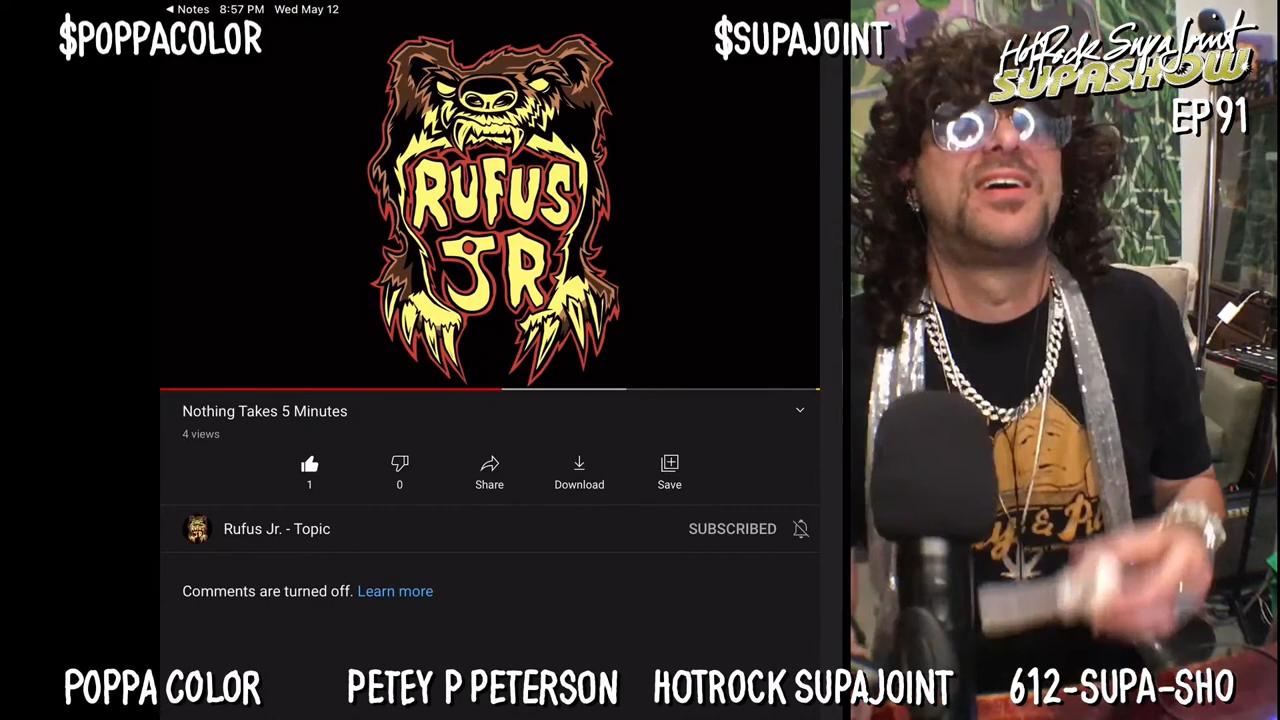 ◀ Notes 8:57 PM Wed May 12
$POPPACOLOR
$SUPAJOINT
HotRock SupaJoint
SUPASHOW
EP 91
RUFUS
JR
Nothing Takes 5 Minutes
4 views
1
0
Share
Download
Save
Rufus Jr. - Topic
SUBSCRIBED
Comments are turned off. Learn more
POPPA COLOR
PETEY P PETERSON
HOTROCK SUPAJOINT
612-SUPA-SHO